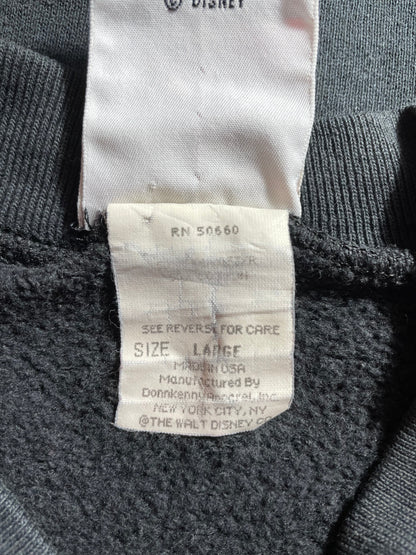 © DISNEY
RN 50660
SEE REVERSE FOR CARE
SIZE LARGE
MADE IN USA
Manufactured By
Donnkenny Apparel, Inc.
NEW YORK CITY, NY
©THE WALT DISNEY CO